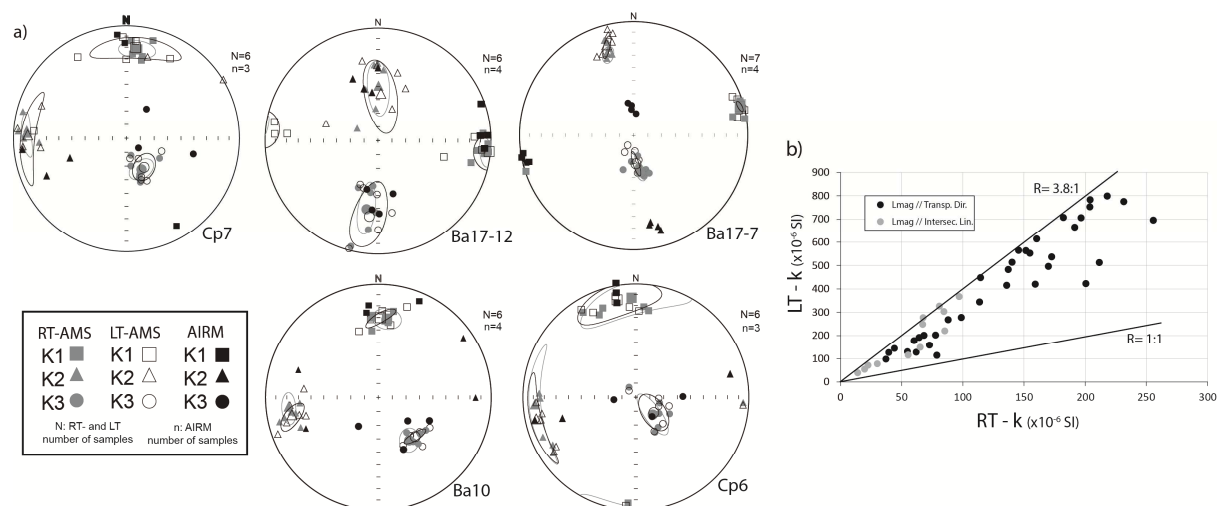 a)
N
N=6
n=3
Cp7
N
N=6
n=4
Ba17-12
N
N=7
n=4
Ba17-7
N
N=6
n=4
Ba10
N
N=6
n=3
Cp6
RT-AMS LT-AMS AIRM
K1 K1 K1
K2 K2 K2
K3 K3 K3
N: RT- and LT number of samples
n: AIRM number of samples
b)
LT - k (x10⁻⁶ SI)
900
800
700
600
500
400
300
200
100
0
Lmag // Transp. Dir.
Lmag // Intersec. Lin.
R= 3.8:1
R= 1:1
0 50 100 150 200 250 300
RT - k (x10⁻⁶ SI)